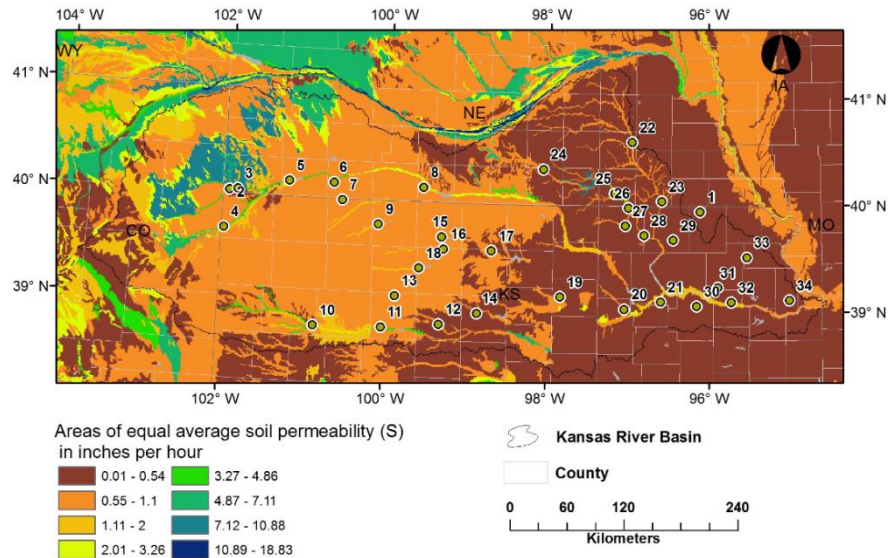 104° W 102° W 100° W 98° W 96° W
WY
41° N 41° N
IA
NE
22
24
3 5 6 8
40° N 2 7 25 26 23 1 40° N
4 9 27 28 29
CO MO
15 16 17 33
18
39° N 13 14 KS 19 31 39° N
10 11 12 20 21 30 32 34
102° W 100° W 98° W 96° W
Areas of equal average soil permeability (S)
in inches per hour
0.01 - 0.54 3.27 - 4.86
0.55 - 1.1 4.87 - 7.11
1.11 - 2 7.12 - 10.88
2.01 - 3.26 10.89 - 18.83
Kansas River Basin
County
0 60 120 240
Kilometers